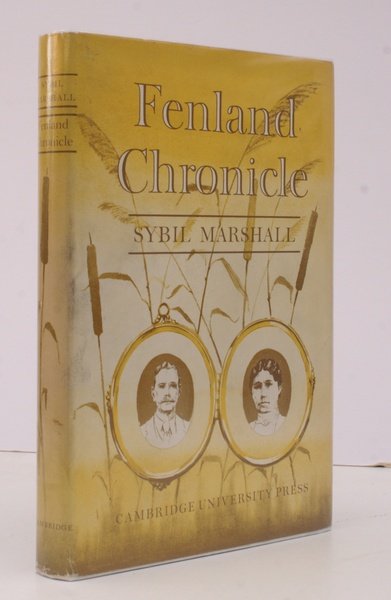 Fenland
Chronicle
SYBIL MARSHALL
CAMBRIDGE UNIVERSITY PRESS
SYBIL
MARSHALL
Fenland
Chronicle
CAMBRIDGE